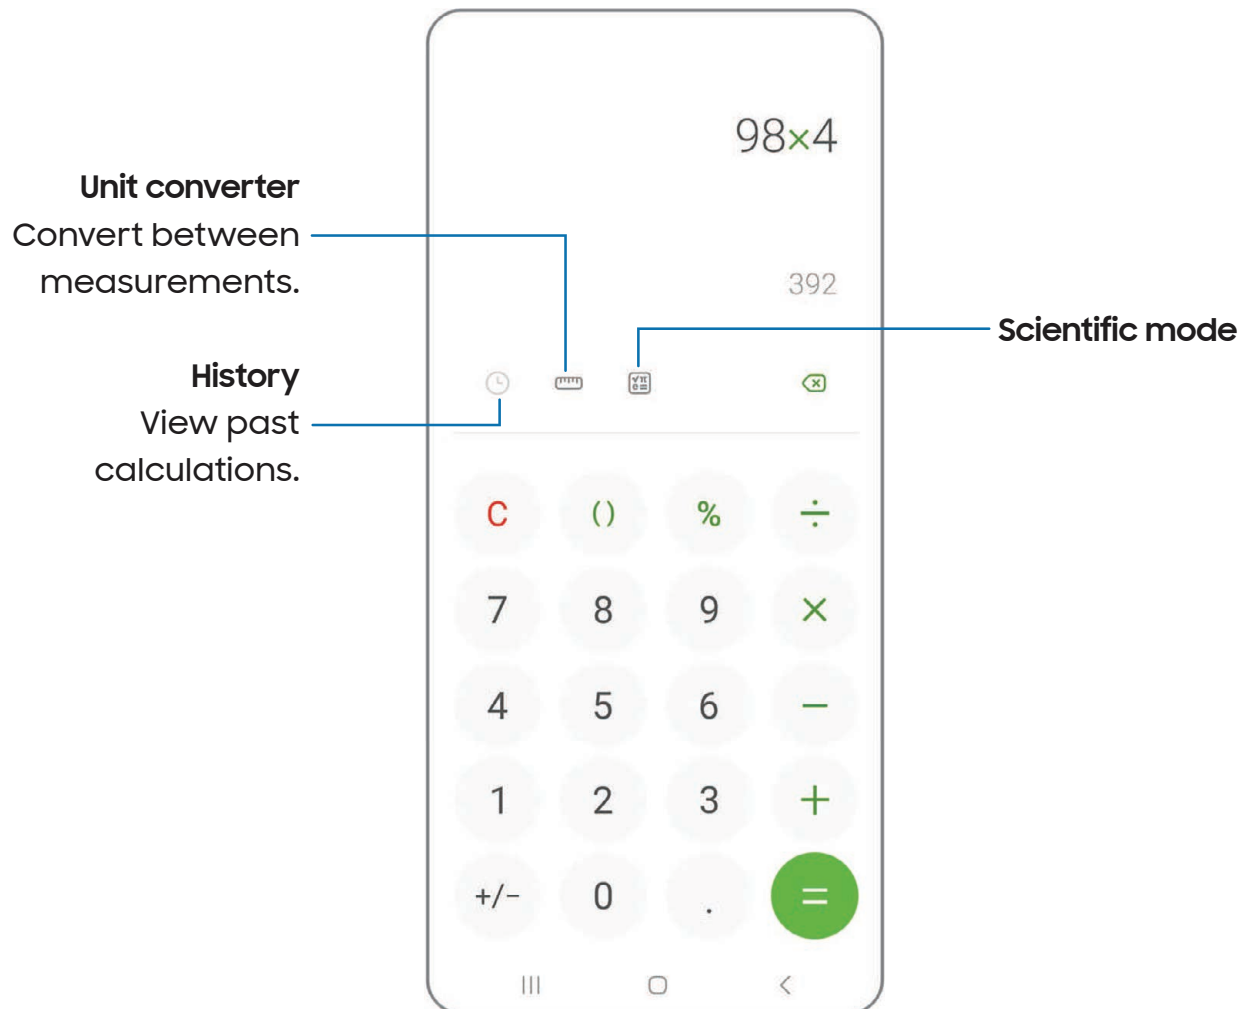 98×4
Unit converter
Convert between
measurements.
392
Scientific mode
History
View past
calculations.
C () % ÷
7 8 9 ×
4 5 6 −
1 2 3 +
+/− 0 . =